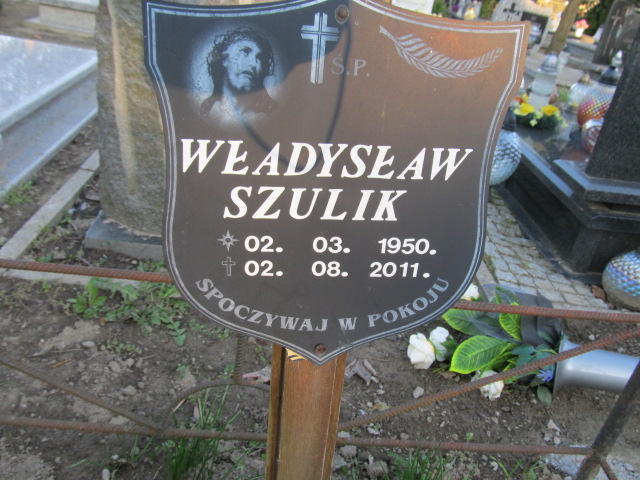 Ś.P.
WŁADYSŁAW
SZULIK
02. 03. 1950.
02. 08. 2011.
SPOCZYWAJ W POKOJU